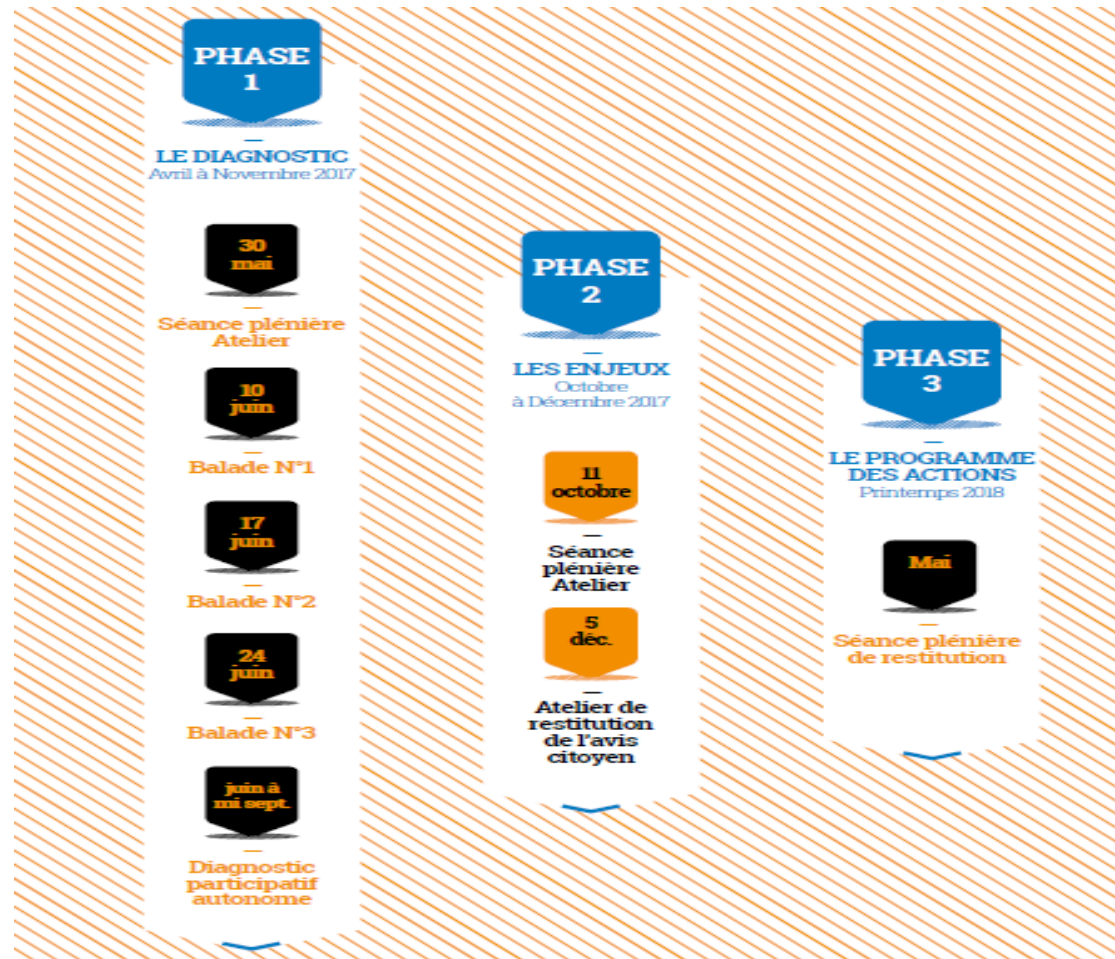 PHASE
1
LE DIAGNOSTIC
Avril à Novembre 2017
30
mai
Séance plénière
Atelier
10
juin
Balade N°1
17
juin
Balade N°2
24
juin
Balade N°3
juin à
mi sept.
Diagnostic
participatif
autonome
PHASE
2
LES ENJEUX
Octobre
à Décembre 2017
11
octobre
Séance
plénière
Atelier
5
déc.
Atelier de
restitution
de l'avis
citoyen
PHASE
3
LE PROGRAMME
DES ACTIONS
Printemps 2018
Mai
Séance plénière
de restitution